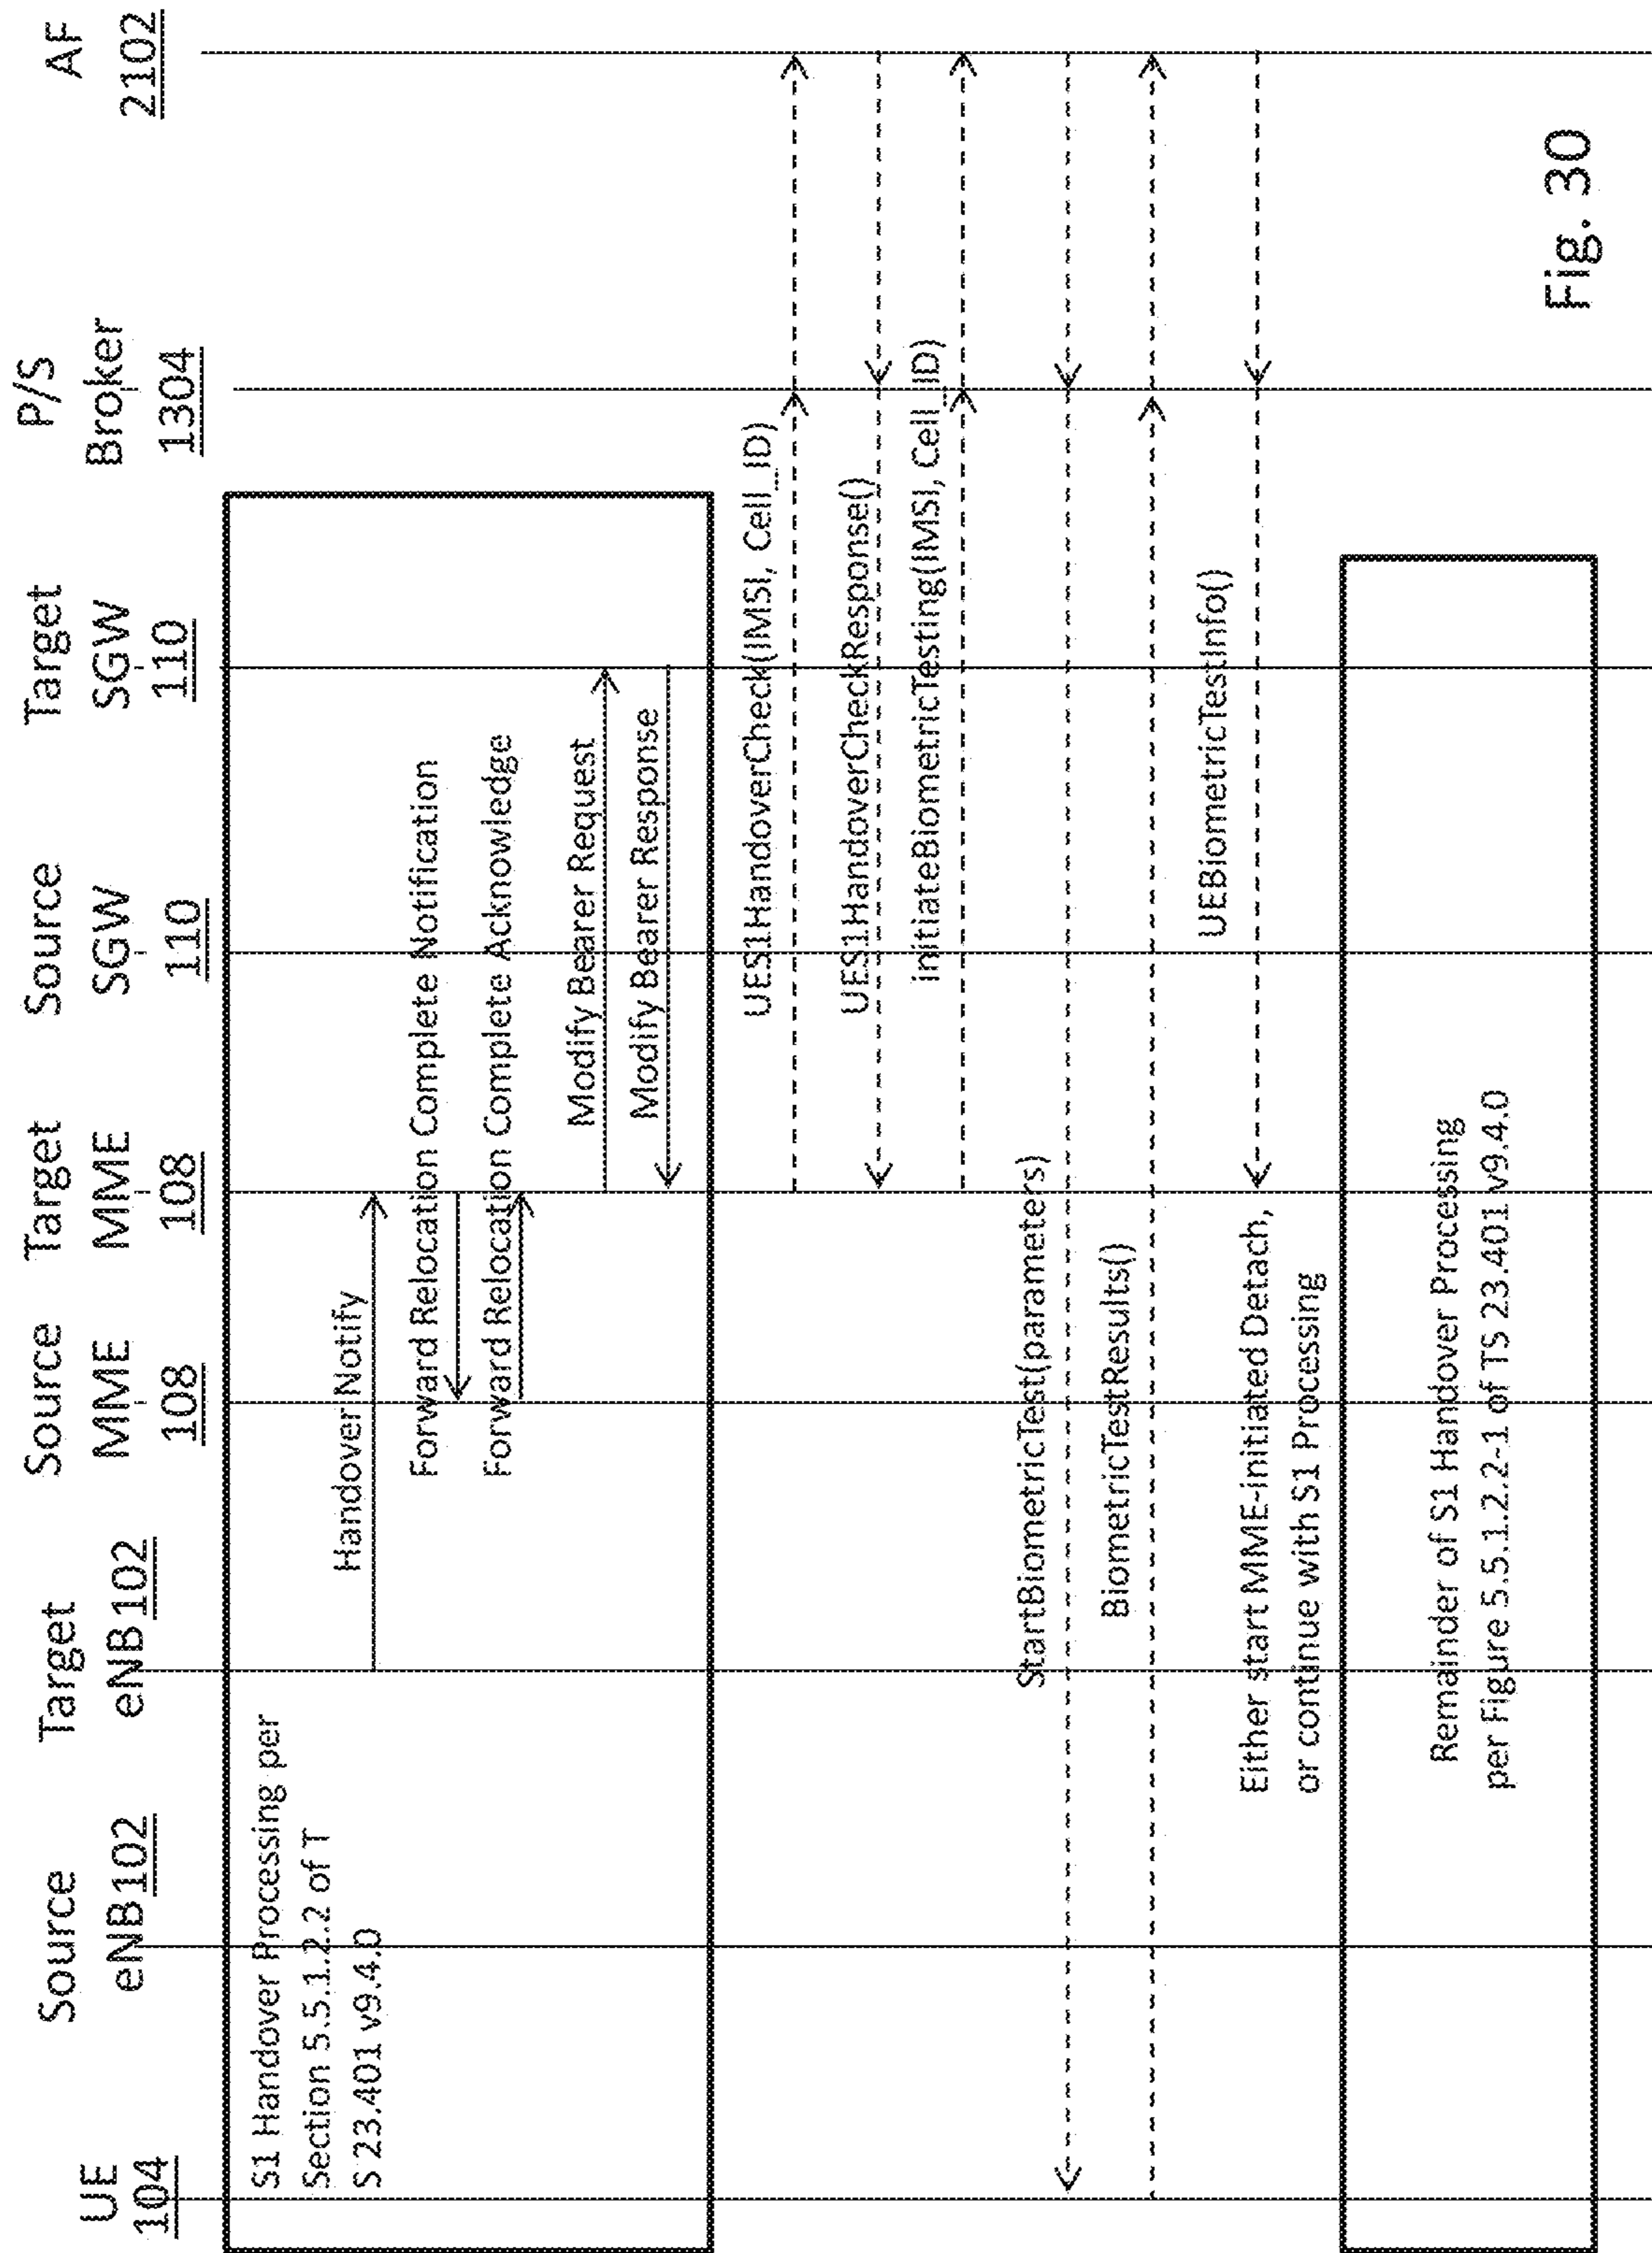 UE
104
Source
eNB 102
Target
eNB 102
Source
MME
108
Target
MME
108
Source
SGW
110
Target
SGW
110
P/S
Broker
1304
AF
2102
S1 Handover Processing per
Section 5.5.1.2.2 of T
S 23.401 v9.4.0
Handover Notify
Forward Relocation Complete Notification
Forward Relocation Complete Acknowledge
Modify Bearer Request
Modify Bearer Response
UES1HandoverCheck(IMSI, Cell_ID)
UES1HandoverCheckResponse()
initiateBiometricTesting(IMSI, Cell_ID)
StartBiometricTest(parameters)
BiometricTestResults()
UEBiometricTestInfo()
Either start MME-initiated Detach,
or continue with S1 Processing
Remainder of S1 Handover Processing
per Figure 5.5.1.2.2-1 of TS 23.401 v9.4.0
Fig. 30